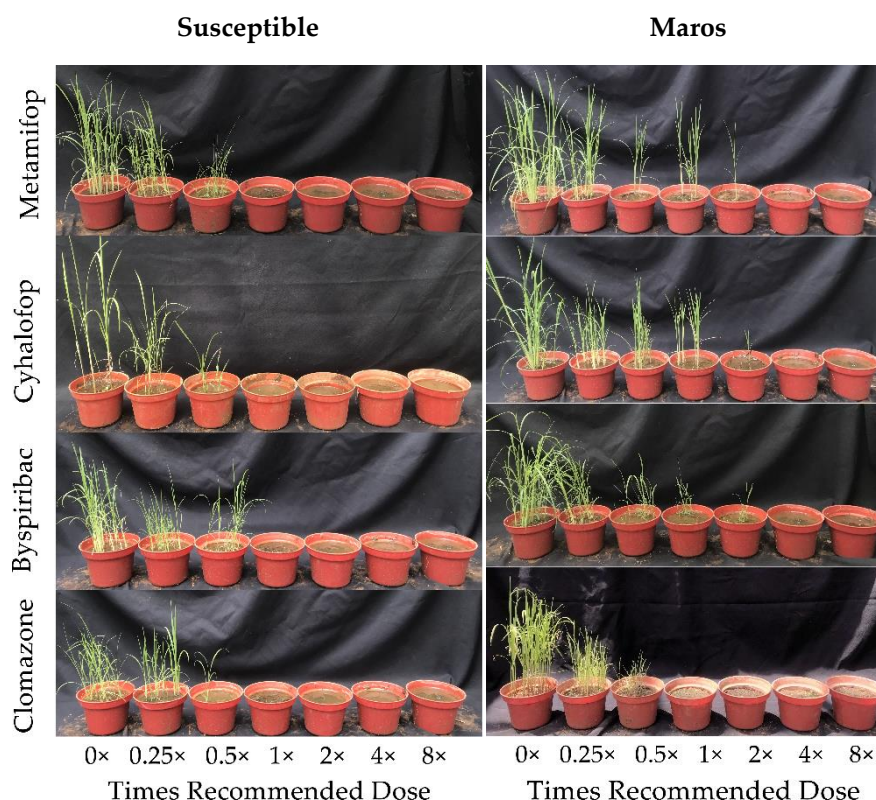 Susceptible
Maros
Metamifop
Cyhalofop
Byspiribac
Clomazone
0× 0.25× 0.5× 1× 2× 4× 8×
0× 0.25× 0.5× 1× 2× 4× 8×
Times Recommended Dose
Times Recommended Dose